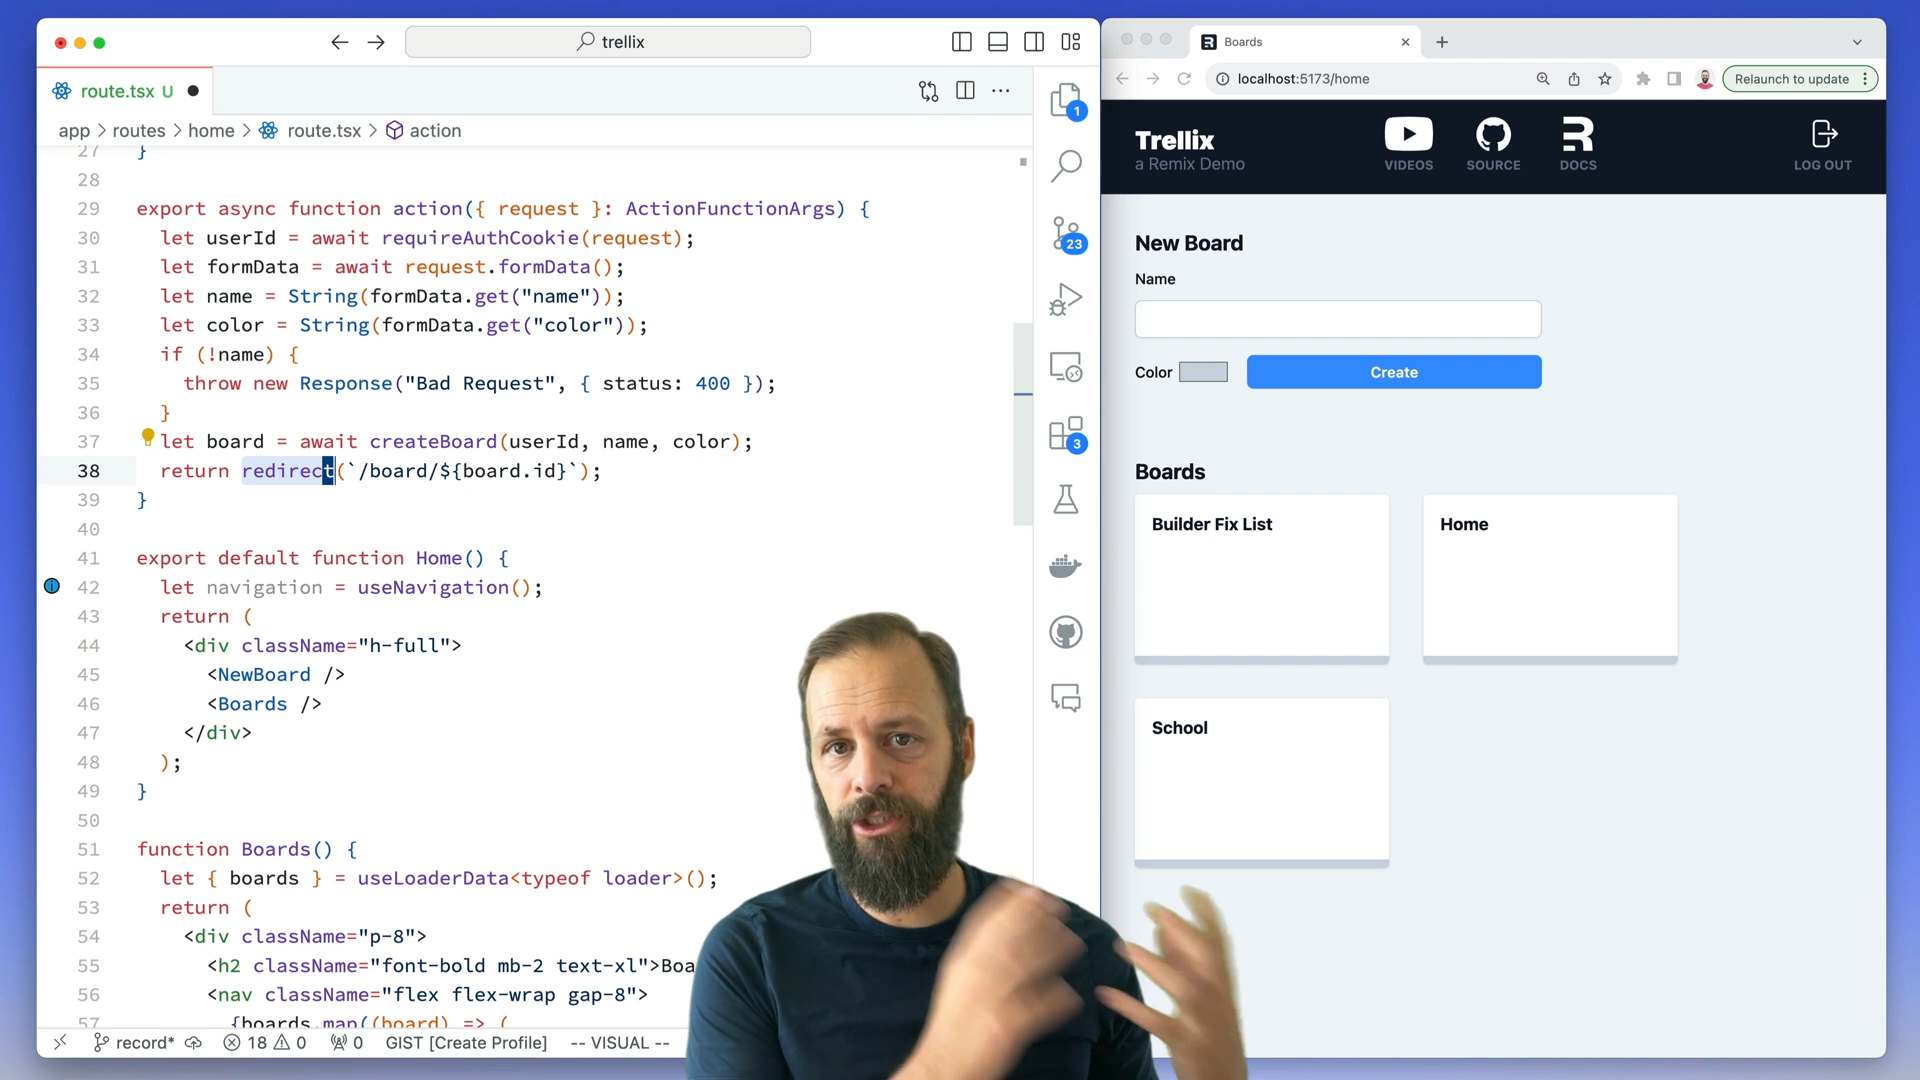 trellix
route.tsx U
app > routes > home > route.tsx > action
27 }
28
29 export async function action({ request }: ActionFunctionArgs) {
30 let userId = await requireAuthCookie(request);
31 let formData = await request.formData();
32 let name = String(formData.get("name"));
33 let color = String(formData.get("color"));
34 if (!name) {
35 throw new Response("Bad Request", { status: 400 });
36 }
37 let board = await createBoard(userId, name, color);
38 return redirect(`/board/${board.id}`);
39 }
40
41 export default function Home() {
42 let navigation = useNavigation();
43 return (
44 <div className="h-full">
45 <NewBoard />
46 <Boards />
47 </div>
48 );
49 }
50
51 function Boards() {
52 let { boards } = useLoaderData<typeof loader>();
53 return (
54 <div className="p-8">
55 <h2 className="font-bold mb-2 text-xl">Boa
56 <nav className="flex flex-wrap gap-8">
57 {boards.map((board) => (
record* 18 0 0 GIST [Create Profile] -- VISUAL --
1
23
3
Boards
localhost:5173/home
Relaunch to update
Trellix
a Remix Demo
VIDEOS
SOURCE
DOCS
LOG OUT
New Board
Name
Color
Create
Boards
Builder Fix List
Home
School